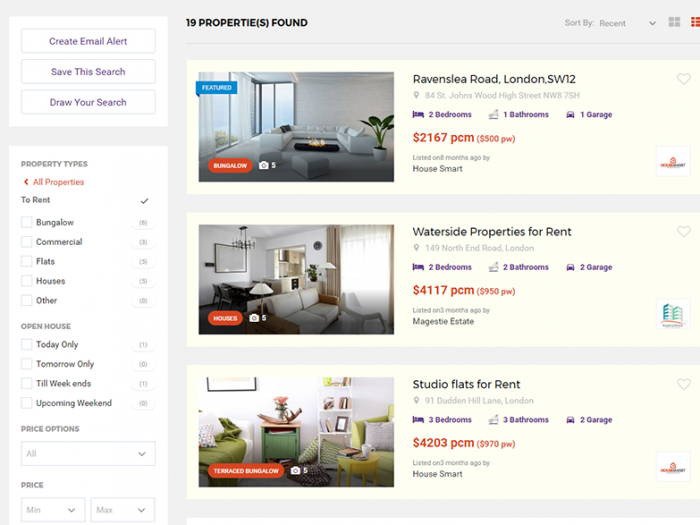 Create Email Alert
Save This Search
Draw Your Search
PROPERTY TYPES
All Properties
To Rent
Bungalow (6)
Commercial (3)
Flats (5)
Houses (5)
Other (0)
OPEN HOUSE
Today Only (1)
Tomorrow Only (0)
Till Week ends (1)
Upcoming Weekend (0)
PRICE OPTIONS
All
PRICE
Min Max
19 PROPERTIE(S) FOUND
Sort By: Recent
FEATURED
BUNGALOW 5
Ravenslea Road, London,SW12
84 St. Johns Wood High Street NW8 7SH
2 Bedrooms 1 Bathrooms 1 Garage
$2167 pcm ($500 pw)
Listed on8 months ago by
House Smart
HOUSES 5
Waterside Properties for Rent
149 North End Road, London
2 Bedrooms 2 Bathrooms 2 Garage
$4117 pcm ($950 pw)
Listed on3 months ago by
Magestie Estate
TERRACED BUNGALOW 5
Studio flats for Rent
91 Dudden Hill Lane, London
3 Bedrooms 3 Bathrooms 2 Garage
$4203 pcm ($970 pw)
Listed on3 months ago by
House Smart